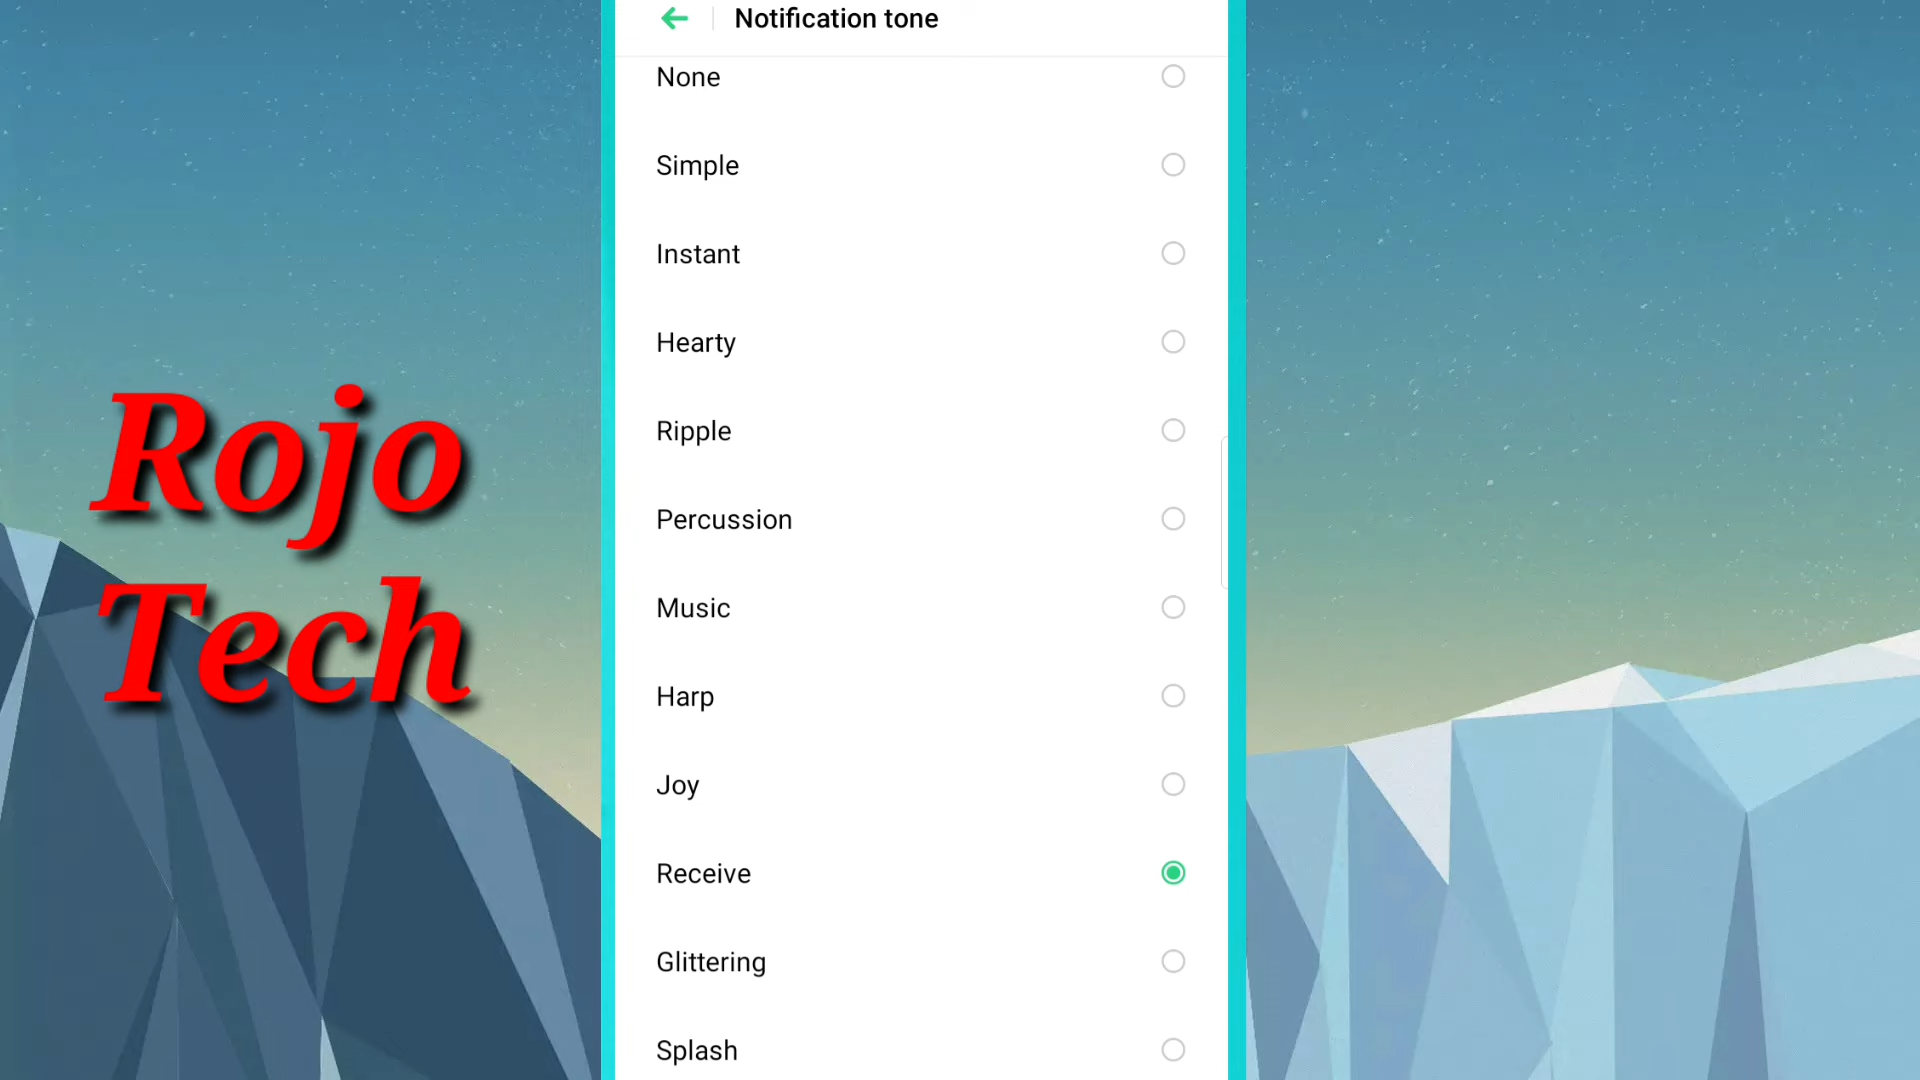 Notification tone
None
Simple
Instant
Hearty
Ripple
Percussion
Music
Harp
Joy
Receive
Glittering
Splash
Rojo
Tech